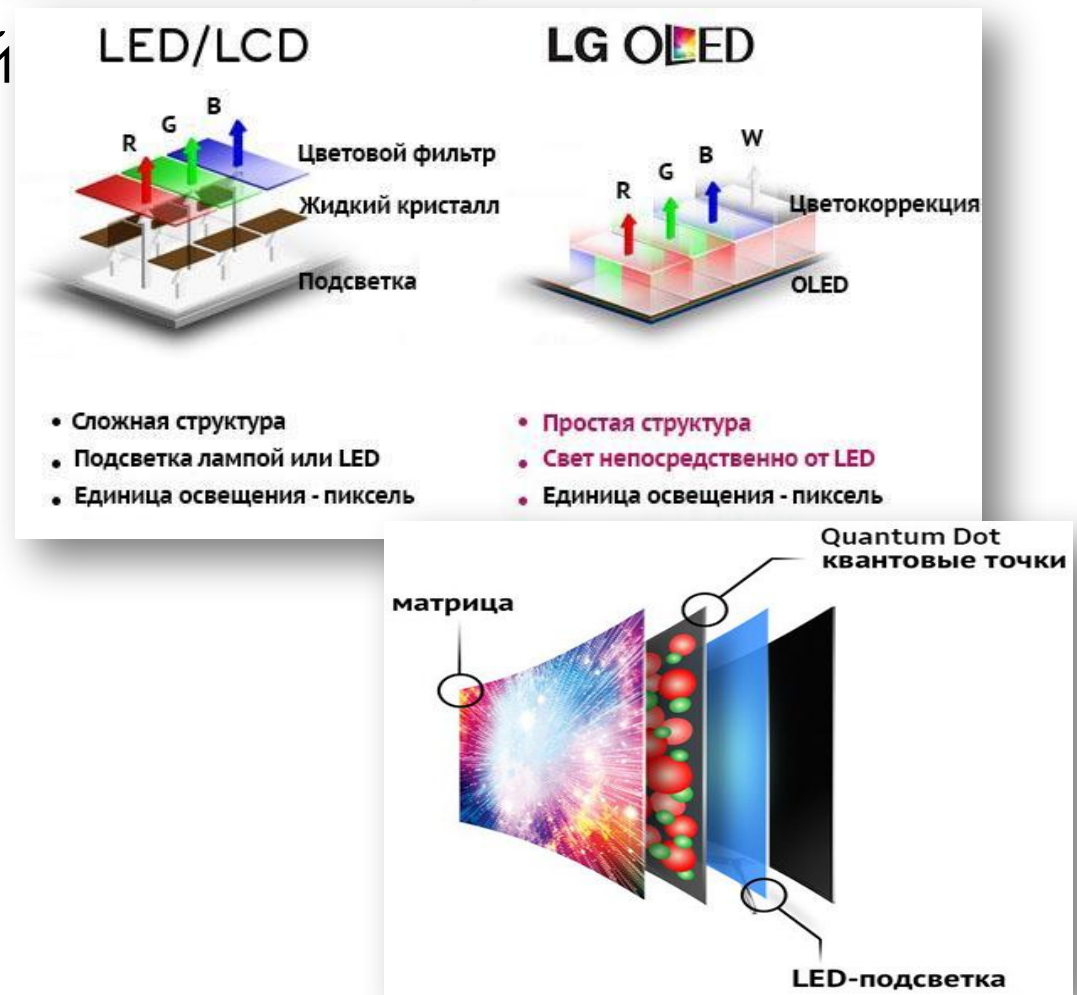 й
LED/LCD
R
G
B
Цветовой фильтр
Жидкий кристалл
Подсветка
• Сложная структура
• Подсветка лампой или LED
• Единица освещения - пиксель
LG OLED
R
G
B
W
Цветокоррекция
OLED
• Простая структура
• Свет непосредственно от LED
• Единица освещения - пиксель
Quantum Dot
квантовые точки
матрица
LED-подсветка